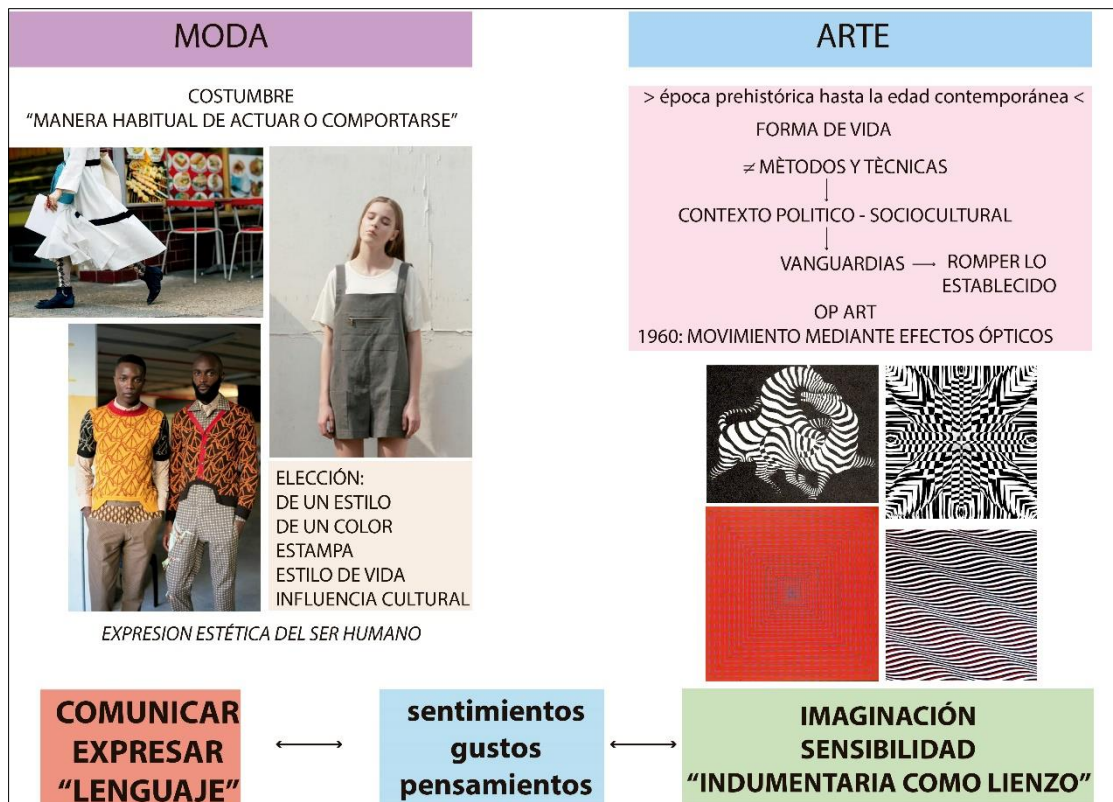 MODA
COSTUMBRE
“MANERA HABITUAL DE ACTUAR O COMPORTARSE”
ELECCIÓN:
DE UN ESTILO
DE UN COLOR
ESTAMPA
ESTILO DE VIDA
INFLUENCIA CULTURAL
EXPRESION ESTÉTICA DEL SER HUMANO
ARTE
> época prehistórica hasta la edad contemporánea <
FORMA DE VIDA
≠ MÈTODOS Y TÈCNICAS
CONTEXTO POLITICO - SOCIOCULTURAL
VANGUARDIAS → ROMPER LO
ESTABLECIDO
OP ART
1960: MOVIMIENTO MEDIANTE EFECTOS ÓPTICOS
COMUNICAR
EXPRESAR
“LENGUAJE”
sentimientos
gustos
pensamientos
IMAGINACIÓN
SENSIBILIDAD
“INDUMENTARIA COMO LIENZO”